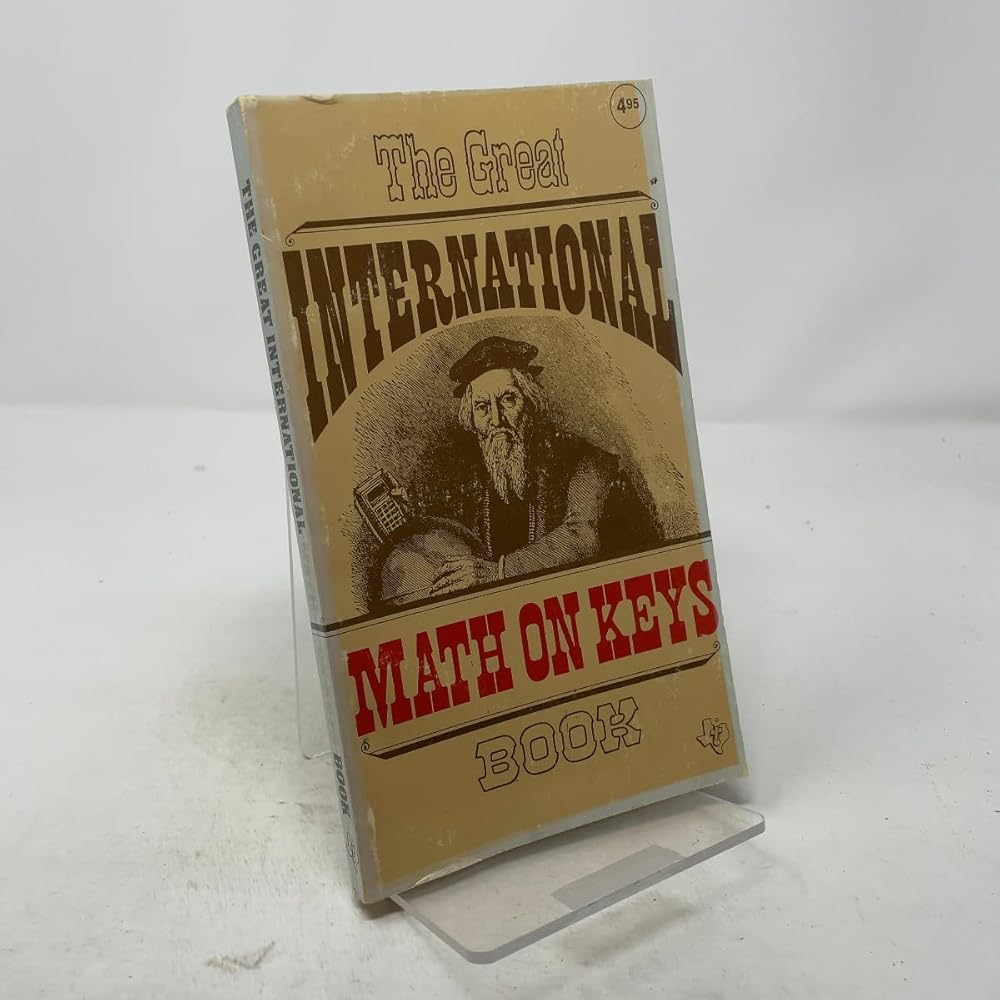 4.95
The Great
INTERNATIONAL
MATH ON KEYS
BOOK
THE GREAT INTERNATIONAL
BOOK